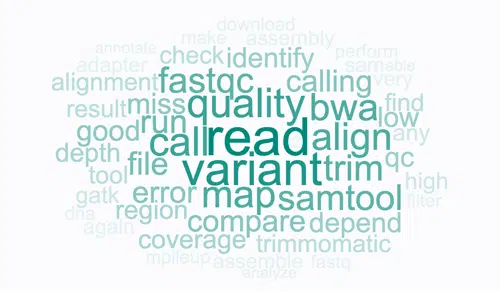 download
make assembly
annotate check identify perform
adapter samble very
alignment fastqc calling
result miss quality bwa find
good run call read align low any
depth file variant trim qc
tool high
gatk error map samtool filter
dna region compare depend
again
coverage trimmomatic
mpileup assemble fastq
analyze